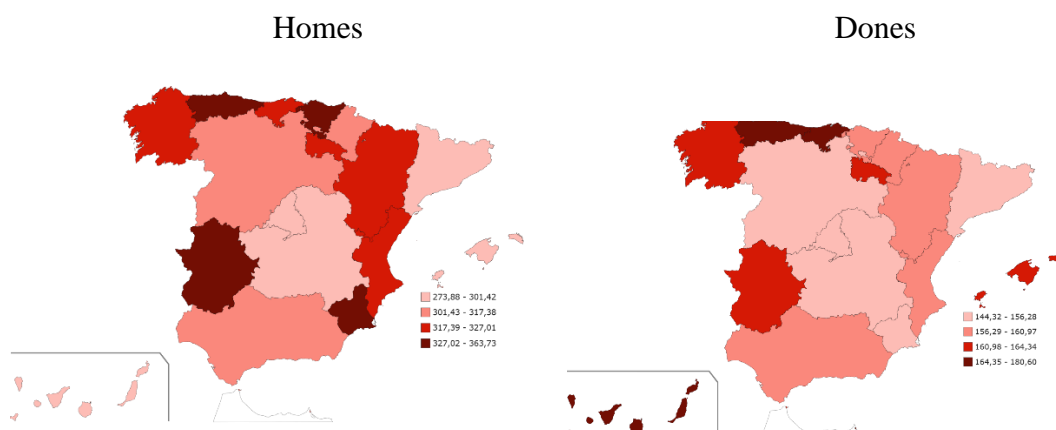 Homes
Dones
273,88 - 301,42
301,43 - 317,38
317,39 - 327,01
327,02 - 363,73
144,32 - 156,28
156,29 - 160,97
160,98 - 164,34
164,35 - 180,60